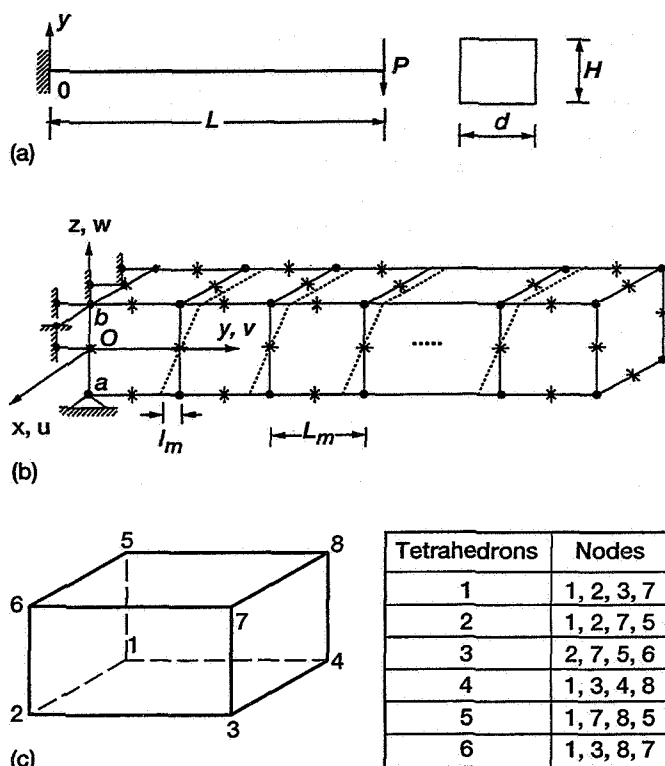 y
0
L
P
H
d
(a)
z, w
b
O
y, v
a
x, u
l_m
L_m
(b)
5
8
6
7
1
4
2
3
(c)
Tetrahedrons Nodes
1 1, 2, 3, 7
2 1, 2, 7, 5
3 2, 7, 5, 6
4 1, 3, 4, 8
5 1, 7, 8, 5
6 1, 3, 8, 7